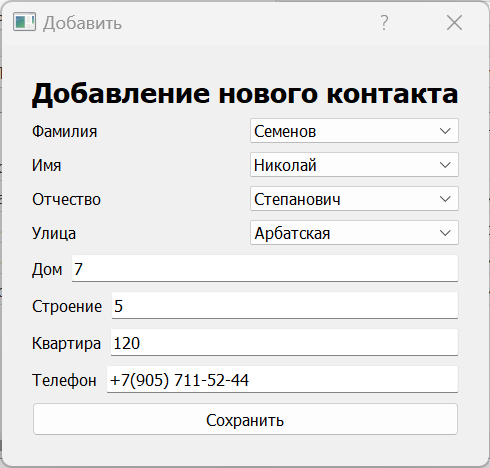 Добавить
Добавление нового контакта
Фамилия Семенов
Имя Николай
Отчество Степанович
Улица Арбатская
Дом 7
Строение 5
Квартира 120
Телефон +7(905) 711-52-44
Сохранить